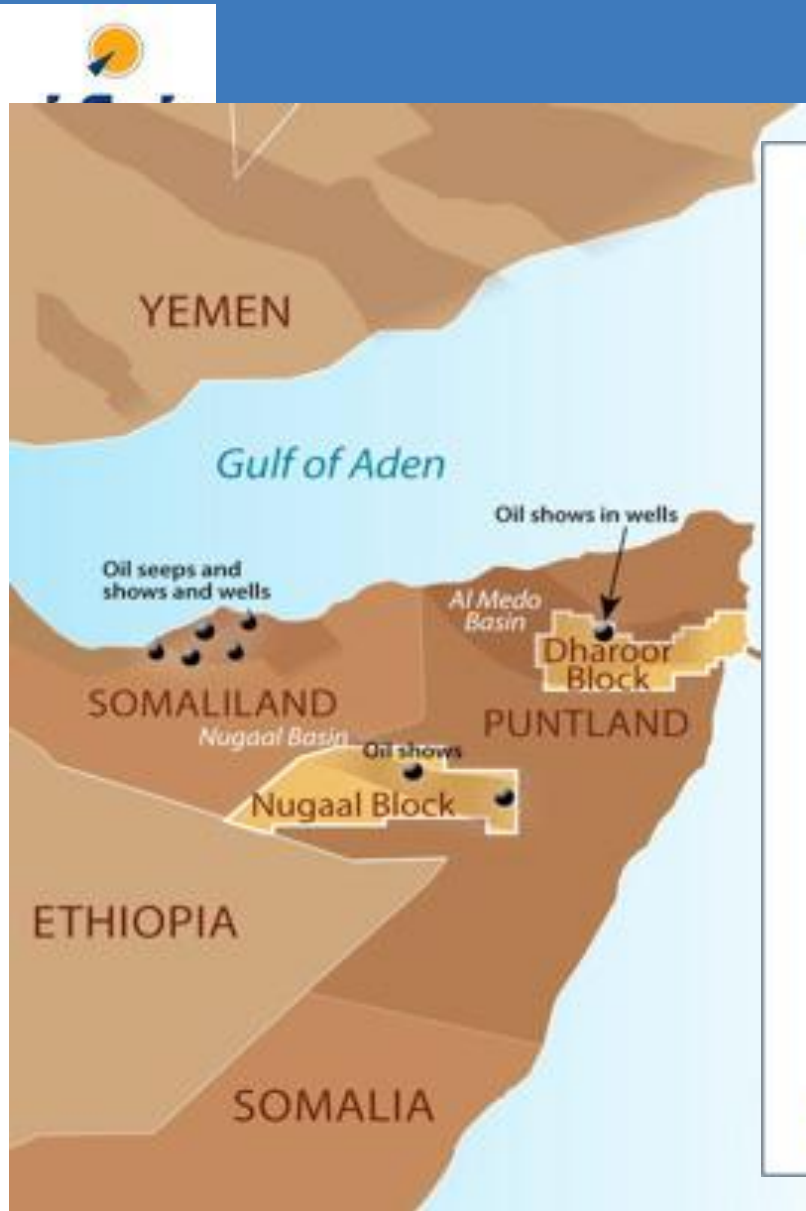 YEMEN
Gulf of Aden
Oil shows in wells
Oil seeps and
shows and wells
Al Medo
Basin
Dharoor
Block
SOMALILAND
PUNTLAND
Nugaal Basin
Oil shows
Nugaal Block
ETHIOPIA
SOMALIA